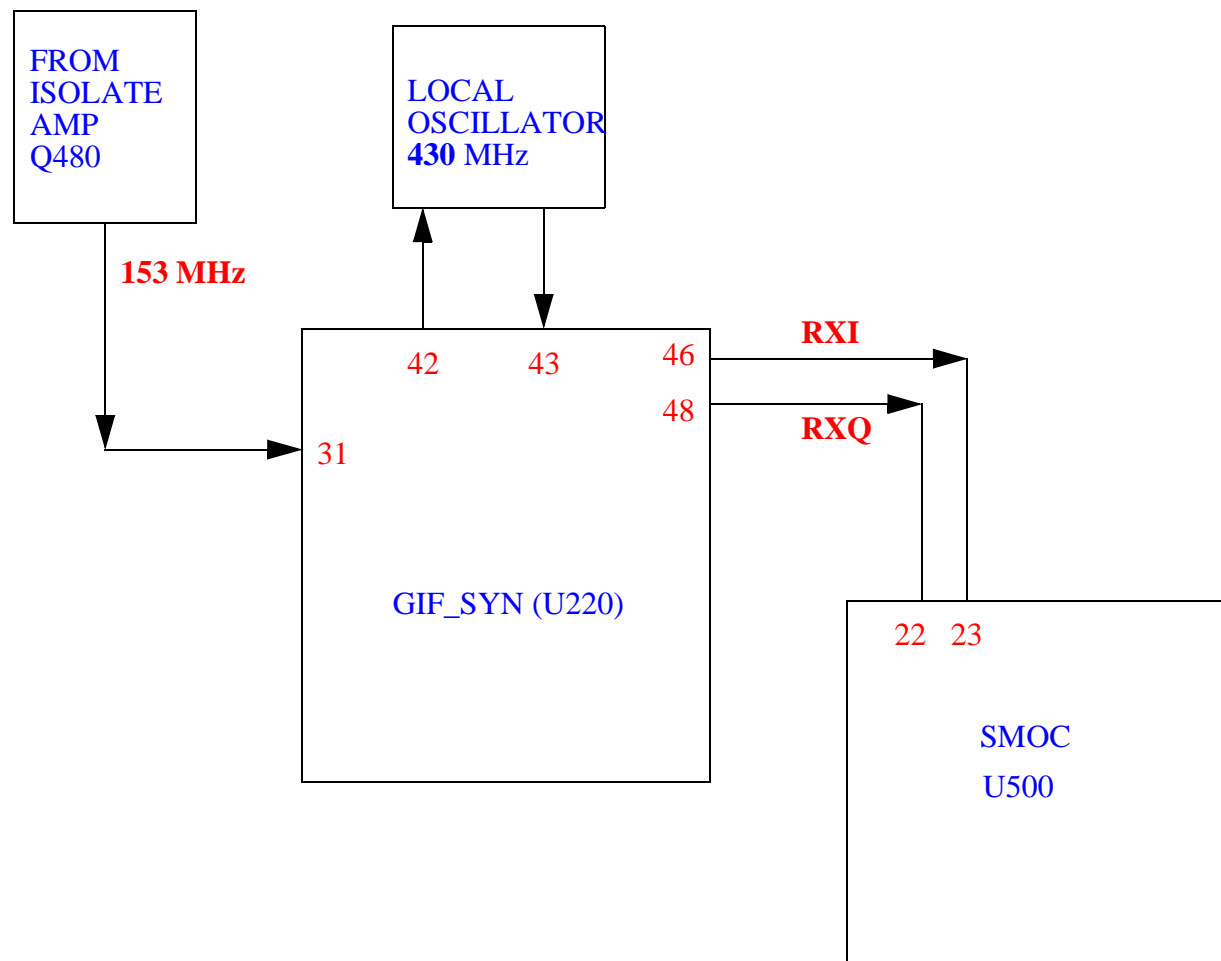 FROM
ISOLATE
AMP
Q480
LOCAL
OSCILLATOR
430 MHz
153 MHz
RXI
42
43
46
48
RXQ
31
GIF_SYN (U220)
22
23
SMOC
U500